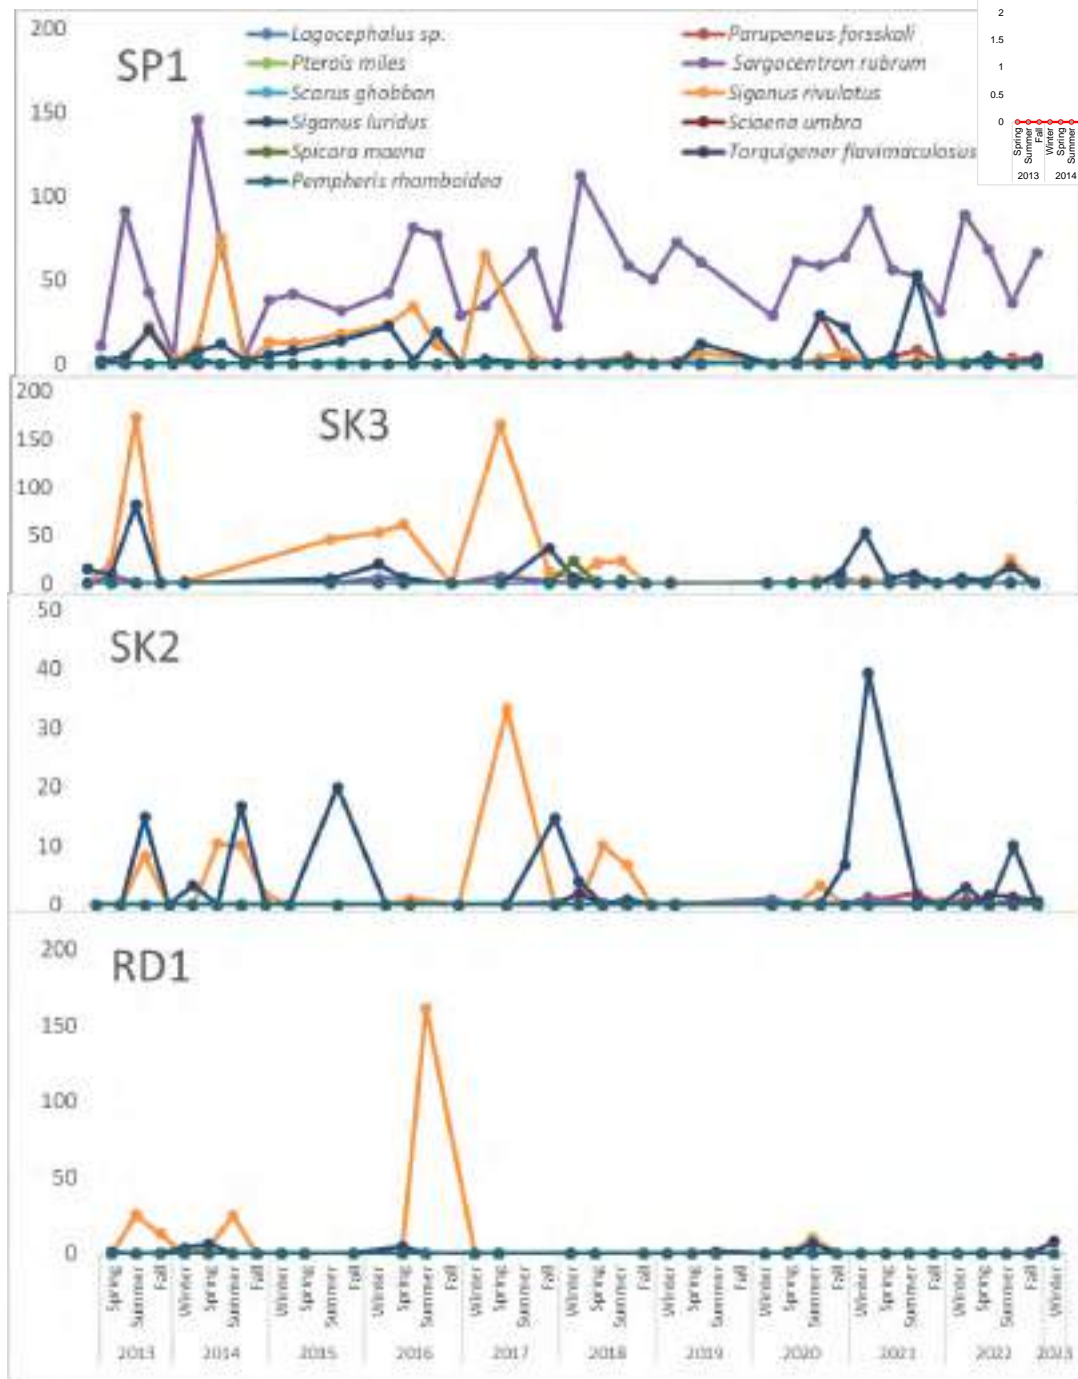 200
150
100
50
0
SP1
Lagocephalus sp.
Parupeneus forsskali
Pterois miles
Sargocentron rubrum
Scarus ghobban
Siganus rivulatus
Siganus luridus
Sciaena umbra
Spicara maena
Torquigener flavimaculosus
Pempheris rhomboidea
2
1.5
1
0.5
0
Spring
Summer
Fall
Winter
Spring
Summer
2013
2014
200
150
100
50
0
SK3
50
40
30
20
10
0
SK2
200
150
100
50
0
RD1
Spring
Summer
Fall
Winter
Spring
Summer
Fall
Winter
Spring
Summer
Fall
Winter
Spring
Summer
Fall
Winter
Spring
Summer
Fall
Winter
Spring
Summer
Fall
Winter
Spring
Summer
Fall
Winter
Spring
Summer
Fall
Winter
Spring
Summer
Fall
Winter
Spring
Summer
Fall
Winter
2013
2014
2015
2016
2017
2018
2019
2020
2021
2022
2023